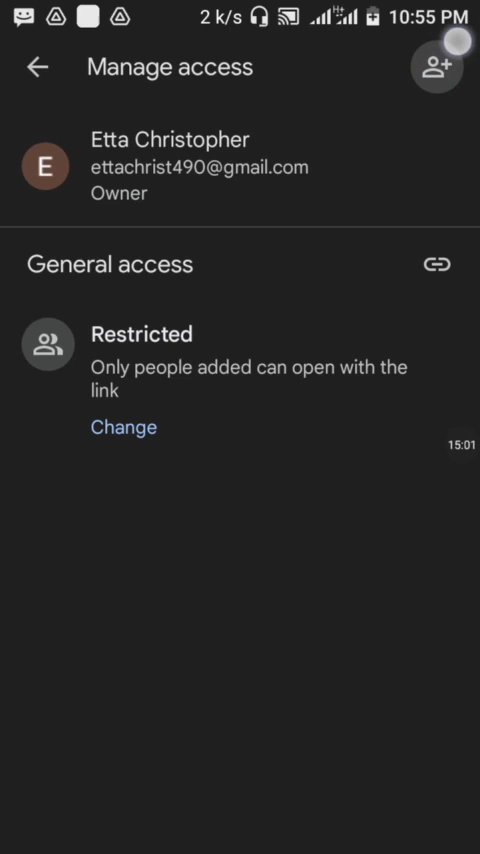 2 k/s H+ 10:55 PM
Manage access
E
Etta Christopher
ettachrist490@gmail.com
Owner
General access
Restricted
Only people added can open with the
link
Change
15:01